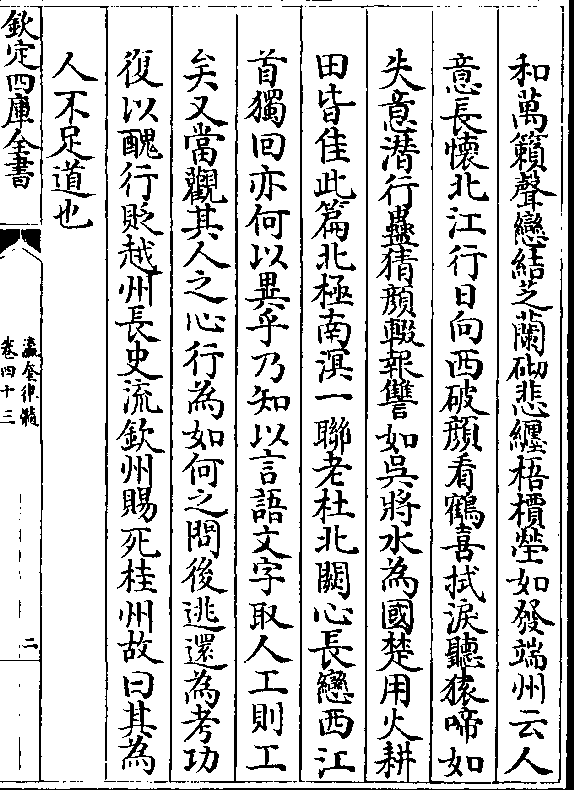 和萬籟聲戀結芝蘭砌悲纏梧檟塋如發端州云人
意長懷北江行日向西破顔看鶴喜拭淚聽猿啼如
失意潜行蠱猜顔輟報讐如吳將水為國楚用火耕
田皆佳此篇北極南溟一聯老杜北闕心長戀西江
首獨回亦何以異乎乃知以言語文字取人工則工
矣又當觀其人之心行為如何之問後逃還為考功
復以醜行貶越州長史流欽州賜死桂州故曰其為
人不足道也
欽定四庫全書
瀛奎律髓
卷四十三
二